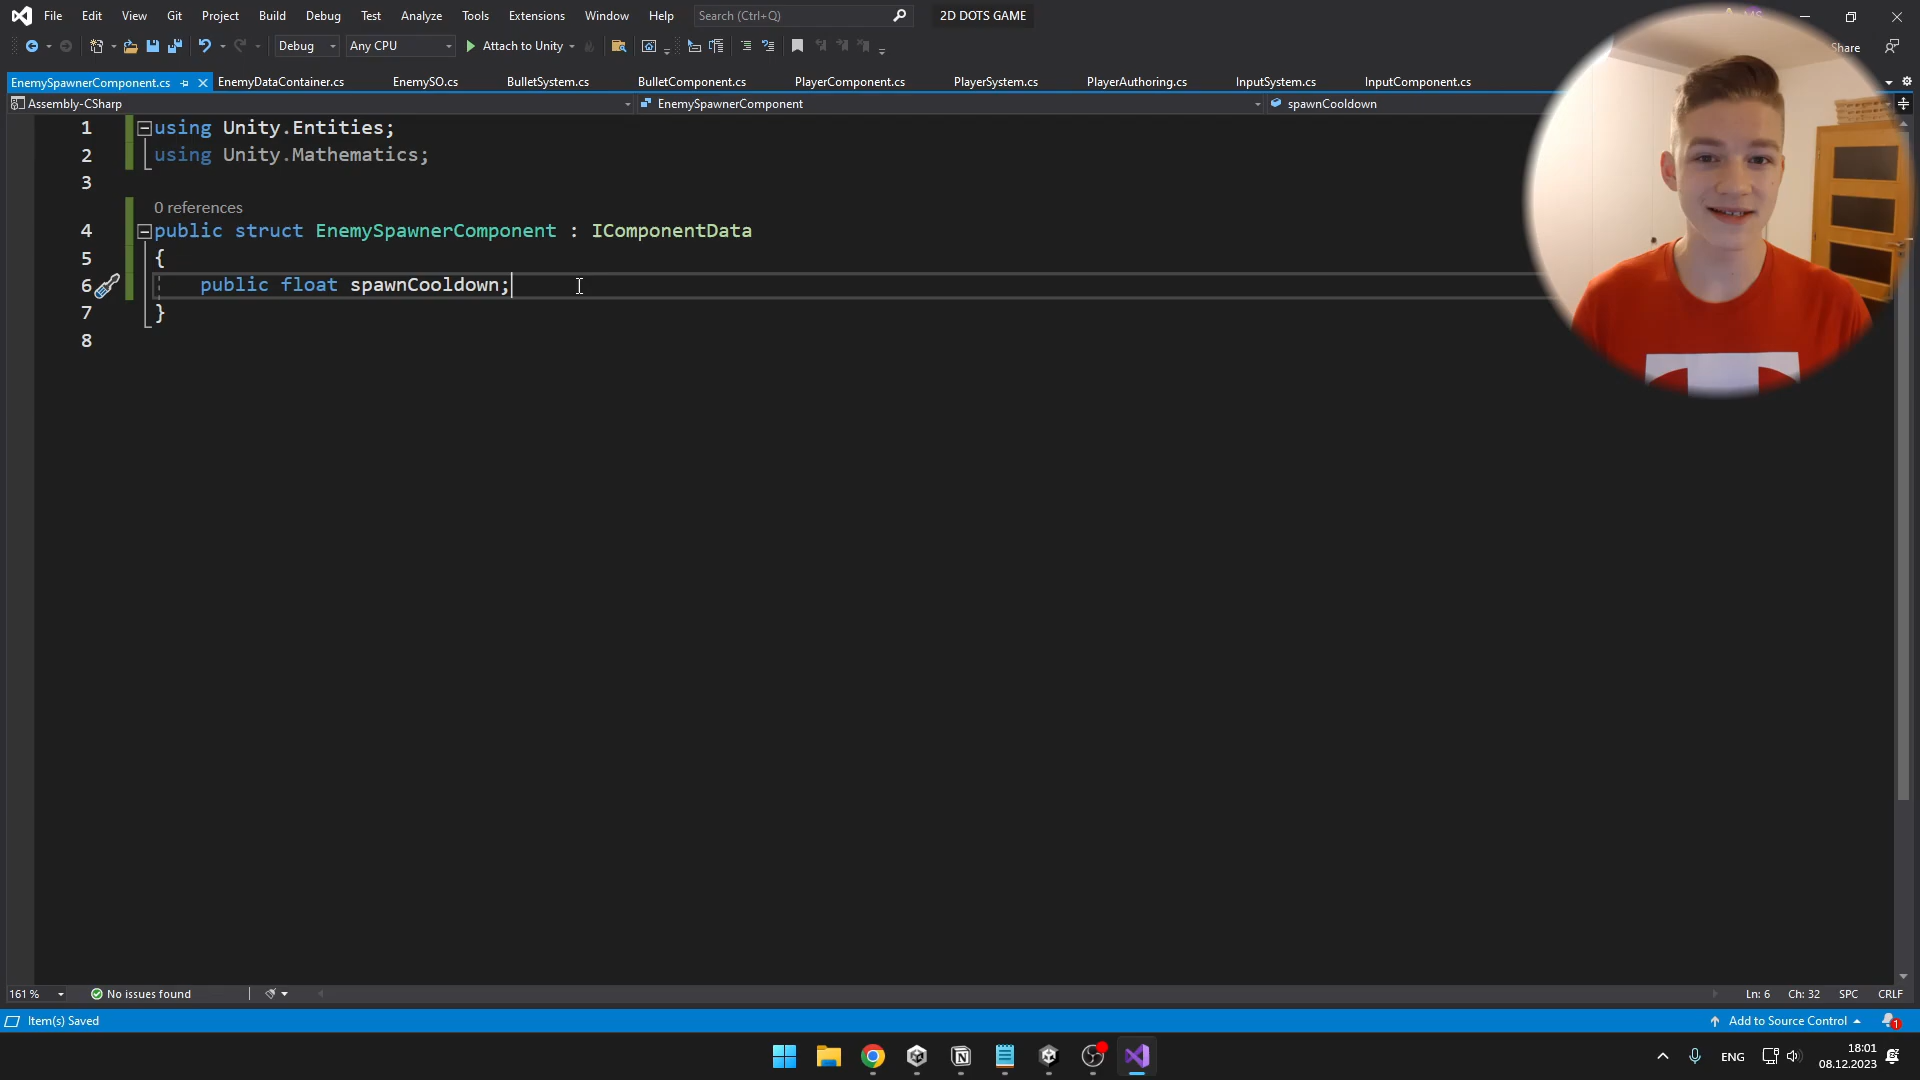 File Edit View Git Project Build Debug Test Analyze Tools Extensions Window Help Search (Ctrl+Q) 2D DOTS GAME
Debug Any CPU Attach to Unity Share
EnemySpawnerComponent.cs EnemyDataContainer.cs EnemySO.cs BulletSystem.cs BulletComponent.cs PlayerComponent.cs PlayerSystem.cs PlayerAuthoring.cs InputSystem.cs InputComponent.cs
Assembly-CSharp EnemySpawnerComponent spawnCooldown
1 using Unity.Entities;
2 using Unity.Mathematics;
3
0 references
4 public struct EnemySpawnerComponent : IComponentData
5 {
6 public float spawnCooldown;
7 }
8
161 % No issues found Ln: 6 Ch: 32 SPC CRLF
Item(s) Saved Add to Source Control 1
ENG 18:01
08.12.2023